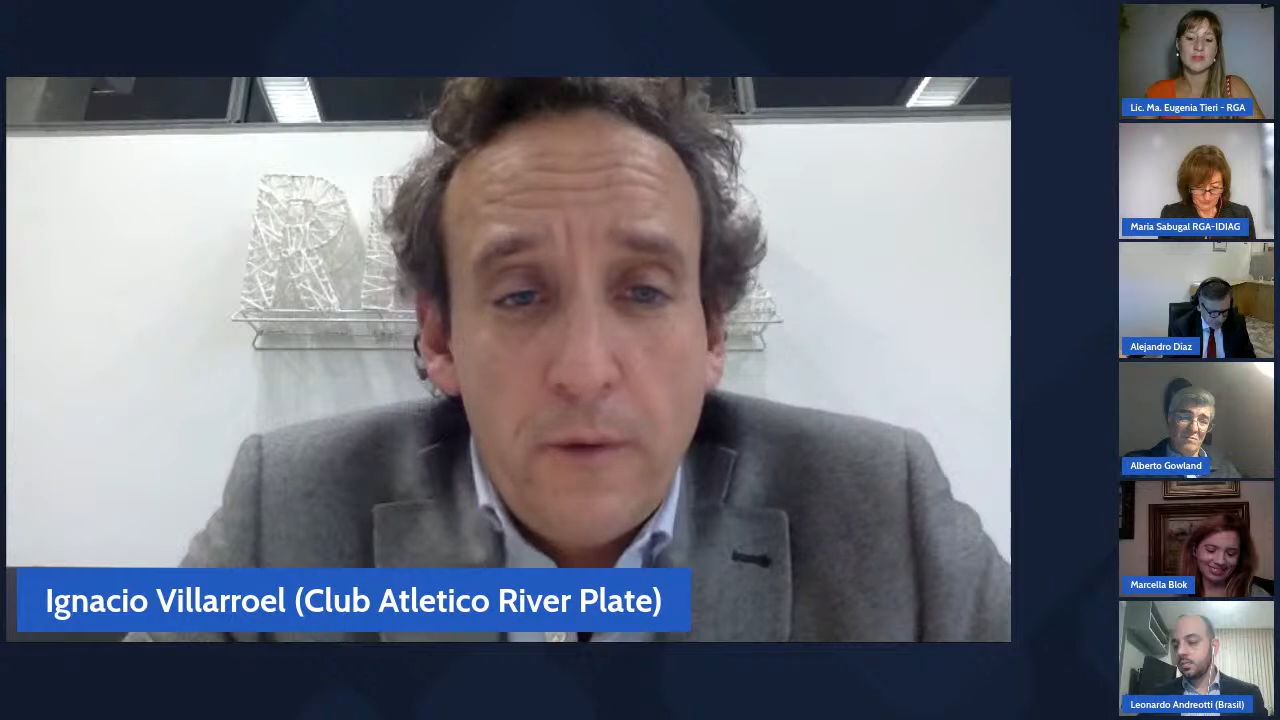 Ignacio Villarroel (Club Atletico River Plate)
Lic. Ma. Eugenia Tieri - RGA
Maria Sabugal RGA-IDIAG
Alejandro Díaz
Alberto Gowland
Marcella Blok
Leonardo Andreotti (Brasil)